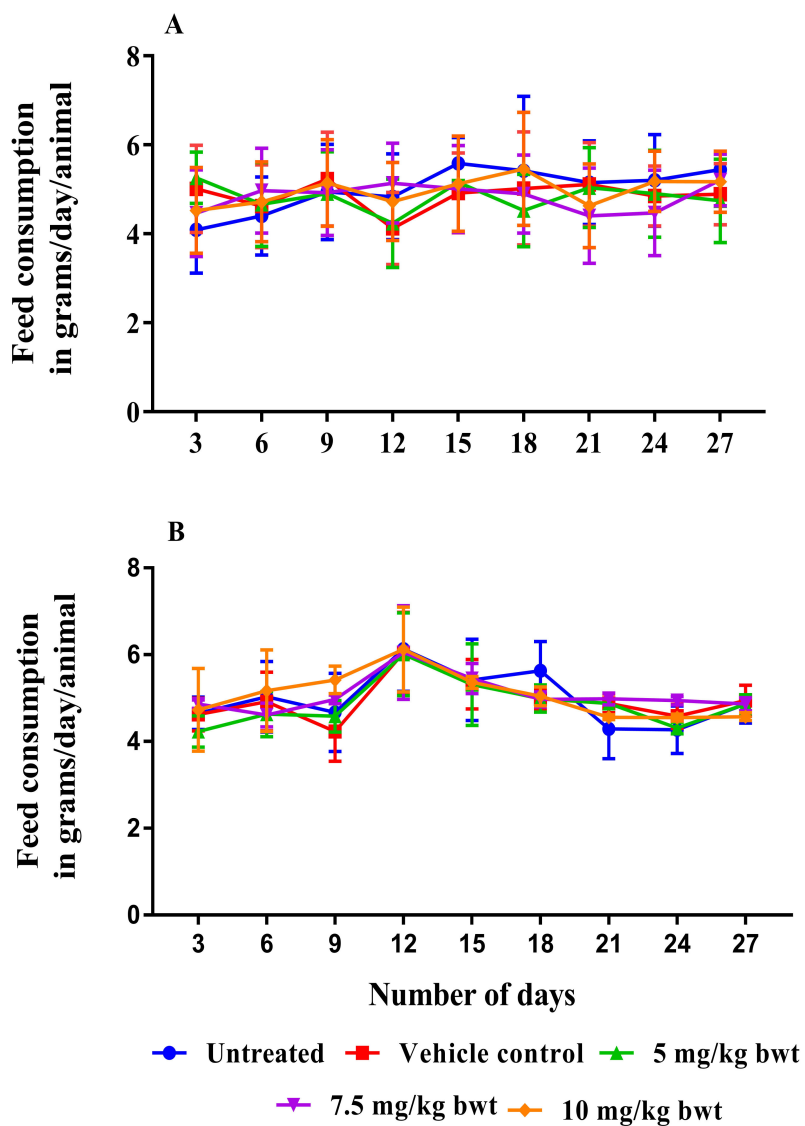 A
Feed consumption
in grams/day/animal
8
6
4
2
0
3 6 9 12 15 18 21 24 27
B
Feed consumption
in grams/day/animal
8
6
4
2
0
3 6 9 12 15 18 21 24 27
Number of days
Untreated Vehicle control 5 mg/kg bwt
7.5 mg/kg bwt 10 mg/kg bwt